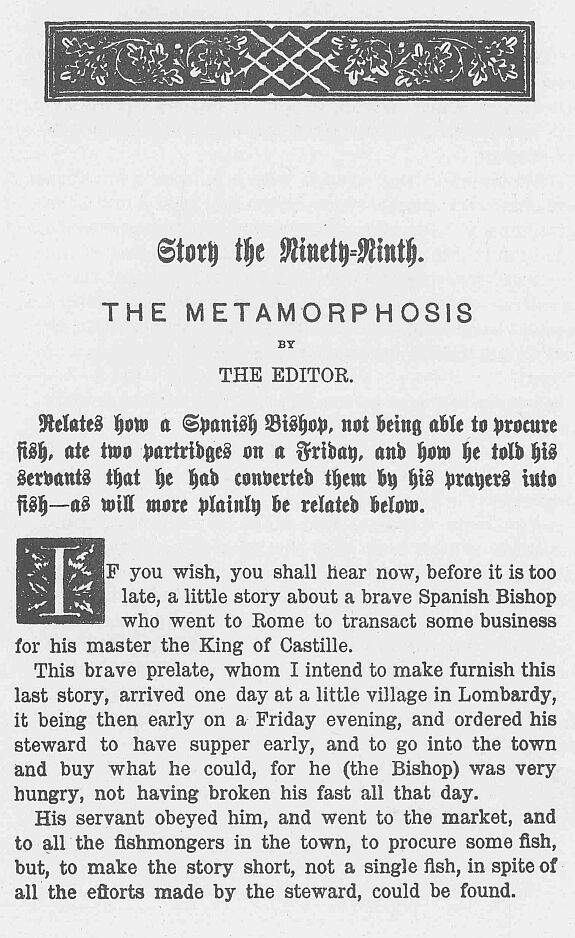 Story the Ninety-Ninth.
THE METAMORPHOSIS
BY
THE EDITOR.
Relates how a Spanish Bishop, not being able to procure
fish, ate two partridges on a Friday, and how he told his
servants that he had converted them by his prayers into
fish—as will more plainly be related below.
IF you wish, you shall hear now, before it is too
late, a little story about a brave Spanish Bishop
who went to Rome to transact some business
for his master the King of Castille.
This brave prelate, whom I intend to make furnish this
last story, arrived one day at a little village in Lombardy,
it being then early on a Friday evening, and ordered his
steward to have supper early, and to go into the town
and buy what he could, for he (the Bishop) was very
hungry, not having broken his fast all that day.
His servant obeyed him, and went to the market, and
to all the fishmongers in the town, to procure some fish,
but, to make the story short, not a single fish, in spite of
all the efforts made by the steward, could be found.